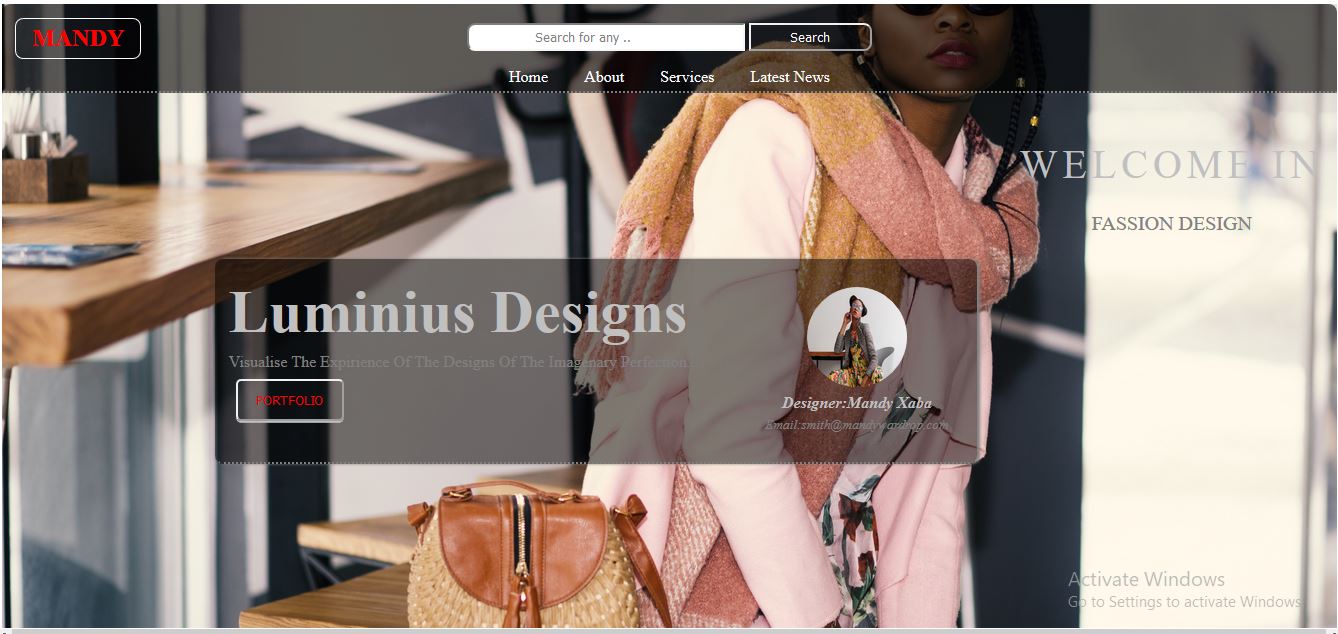 MANDY
Search for any ..
Search
Home About Services Latest News
WELCOME IN
FASSION DESIGN
Luminius Designs
Visualise The Expirience Of The Designs Of The Imagenary Perfection..
PORTFOLIO
Designer:Mandy Xaba
Email:smith@mandywardrop.com
Activate Windows
Go to Settings to activate Windows.